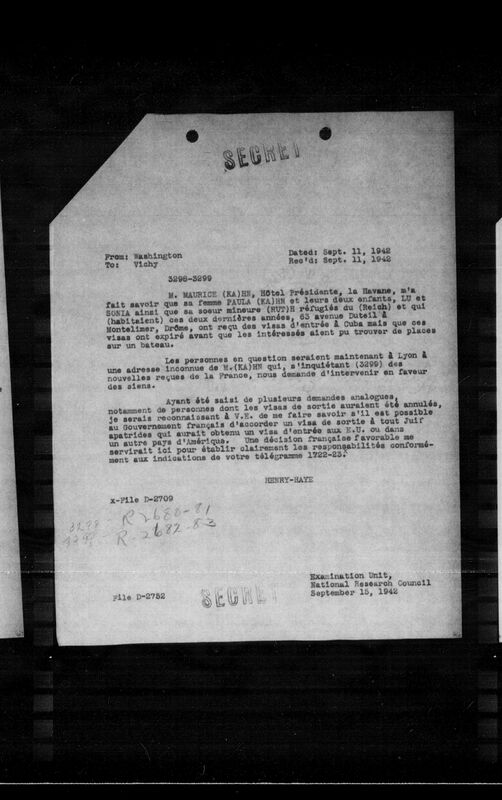 SECRET
From: Washington
To: Vichy
Dated: Sept. 11, 1942
Rec'd: Sept. 11, 1942
3298-3299
M. MAURICE (KA)HN, Hôtel Présidente, la Havane, m'a
fait savoir que sa femme PAULA (KA)HN et leurs deux enfants, LU et
SONIA ainsi que sa soeur mineure (RUT)H réfugiés du (Reich) et qui
(habitaient) ces deux dernières années, 63 avenue Duteil à
Montelimer, Drôme, ont reçu des visas d'entrée à Cuba mais que ces
visas ont expiré avant que les intéressés aient pu trouver de places
sur un bateau.
Les personnes en question seraient maintenant à Lyon à
une adresse inconnue de M.(KA)HN qui, s'inquiétant (3299) des
nouvelles reçues de la France, nous demande d'intervenir en faveur
des siens.
Ayant été saisi de plusieurs demandes analogues,
notamment de personnes dont les visas de sortie auraient été annulés,
je serais reconnaissant à V.E. de me faire savoir s'il est possible
au Gouvernement français d'accorder un visa de sortie à tout Juif
apatrides qui aurait obtenu un visa d'entrée aux E.U. ou dans
un autre pays d'Amérique. Une décision française favorable me
servirait ici pour établir clairement les responsabilités conformé-
ment aux indications de votre télégramme 1722-23.
HENRY-HAYE
X-File D-2709
3298 - R 2680-81
R-2682-83
Examination Unit,
National Research Council
September 15, 1942
File D-2752
SECRET